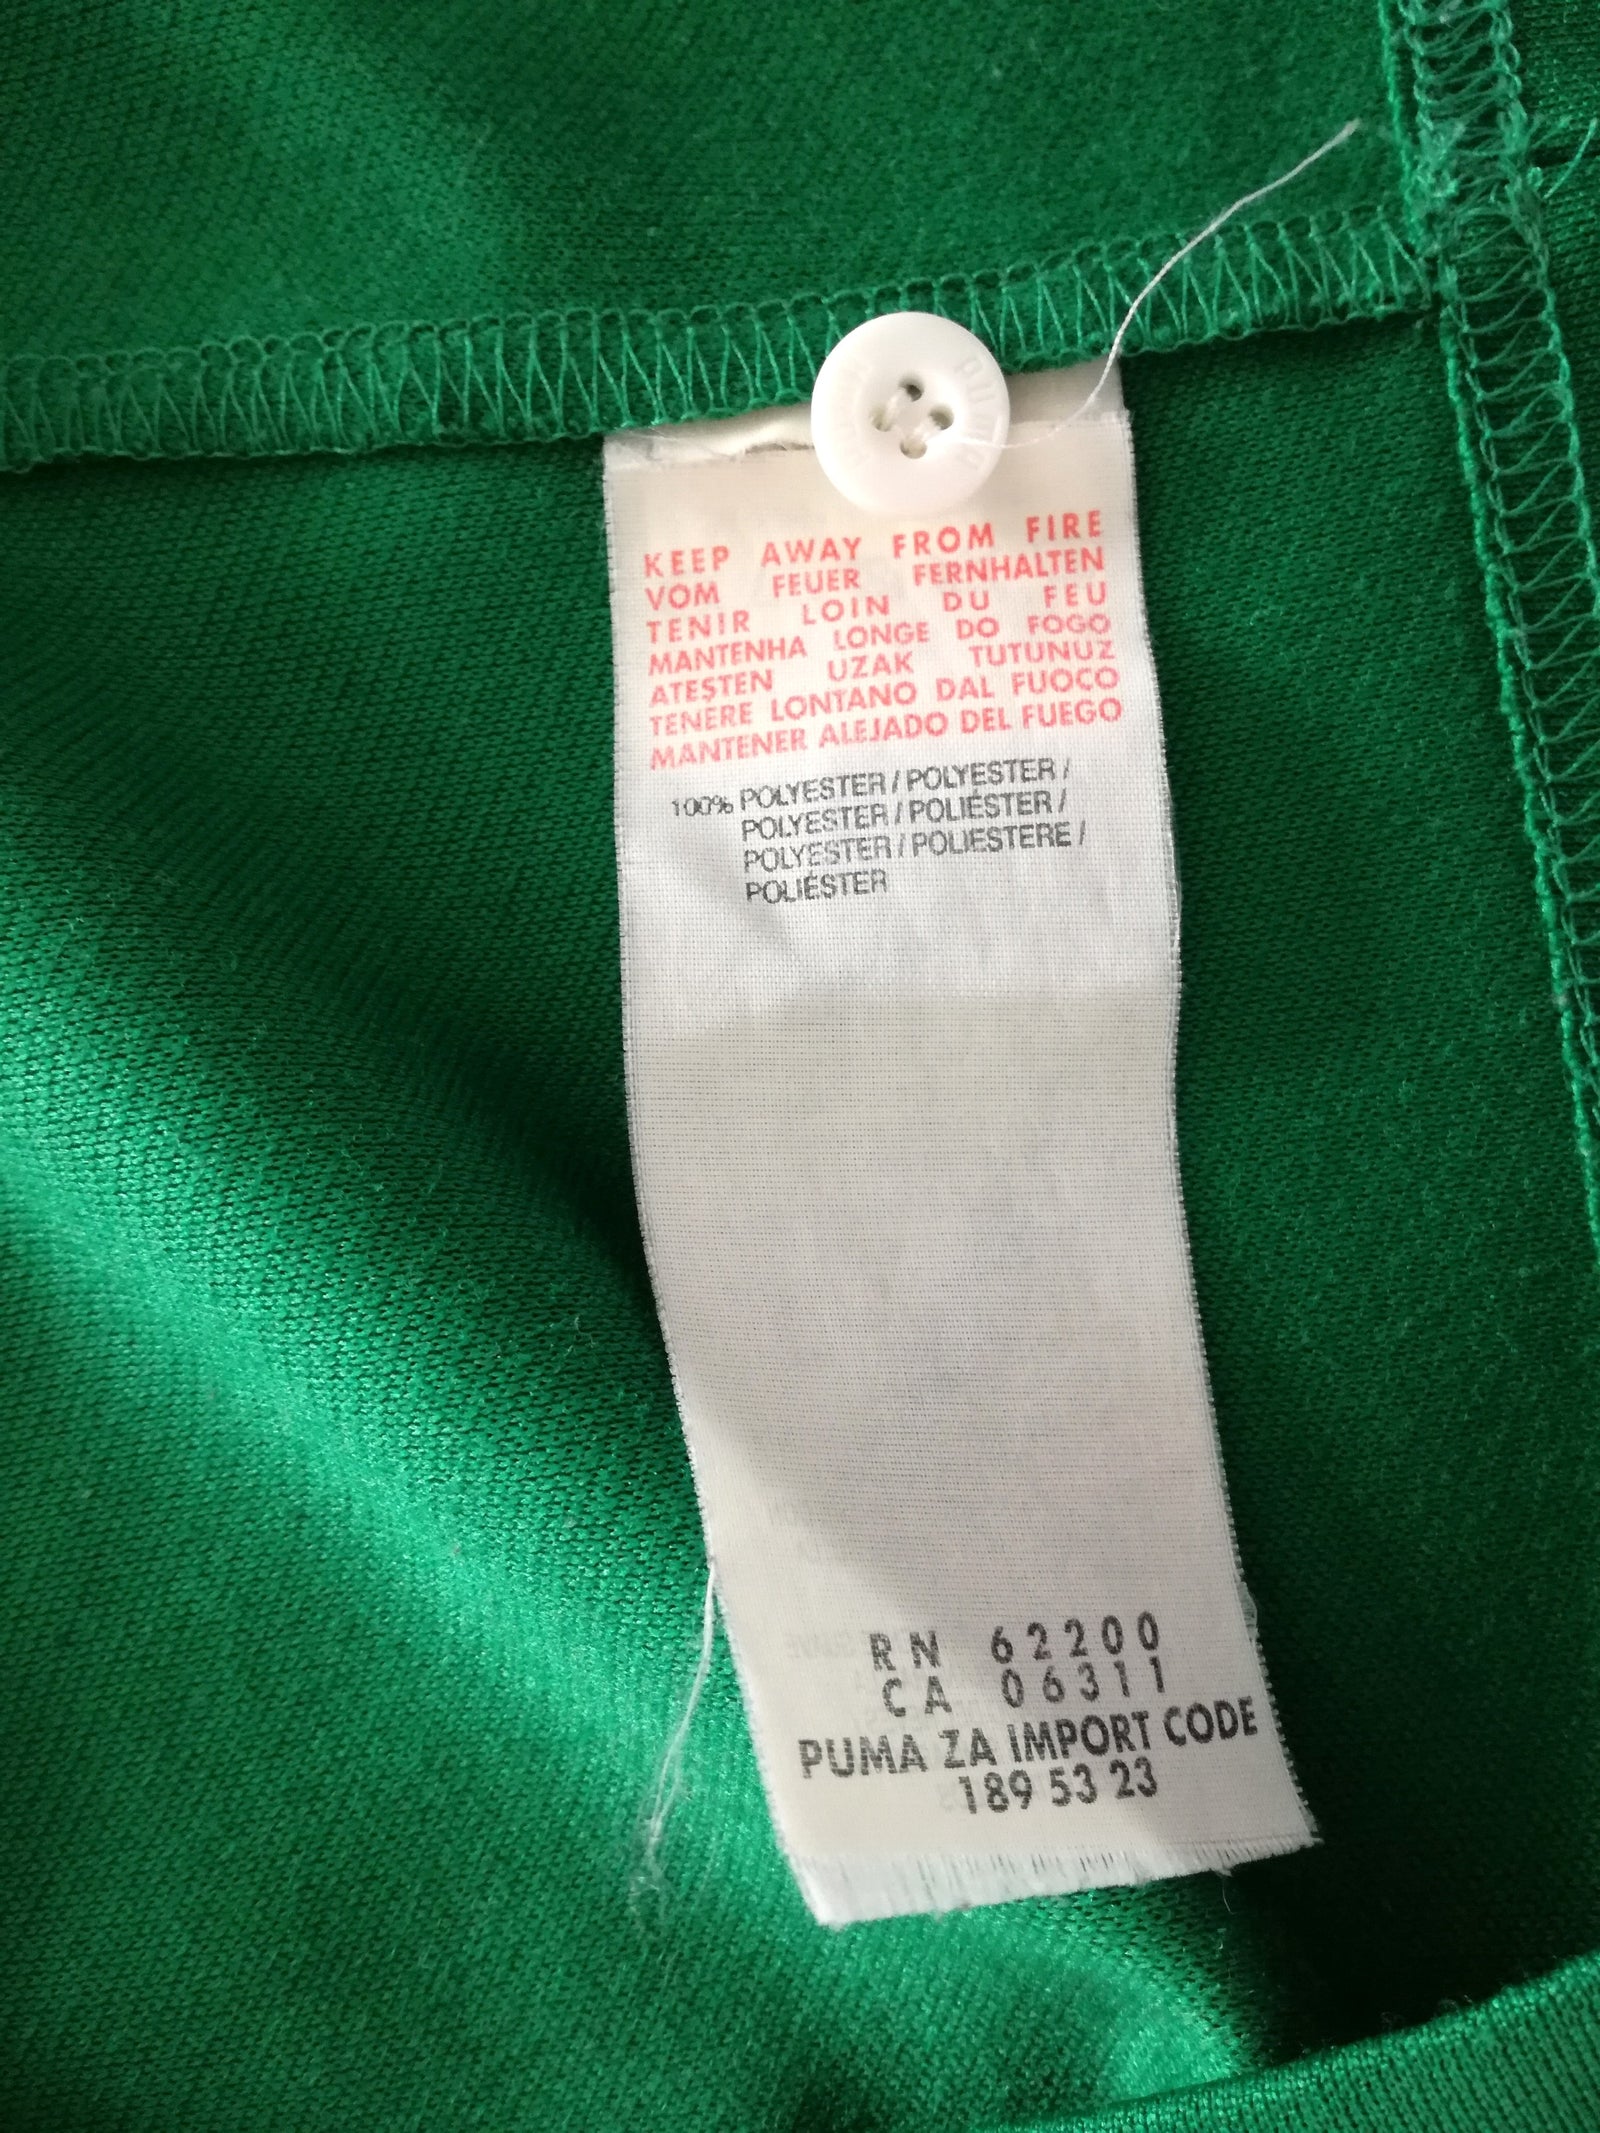 PUMA
KEEP AWAY FROM FIRE
VOM FEUER FERNHALTEN
TENIR LOIN DU FEU
MANTENHA LONGE DO FOGO
ATESTEN UZAK TUTUNUZ
TENERE LONTANO DAL FUOCO
MANTENER ALEJADO DEL FUEGO
100% POLYESTER / POLYESTER /
POLYESTER / POLIÉSTER /
POLYESTER / POLIESTERE /
POLIÉSTER
RN 62200
CA 06311
PUMA ZA IMPORT CODE
189 53 23